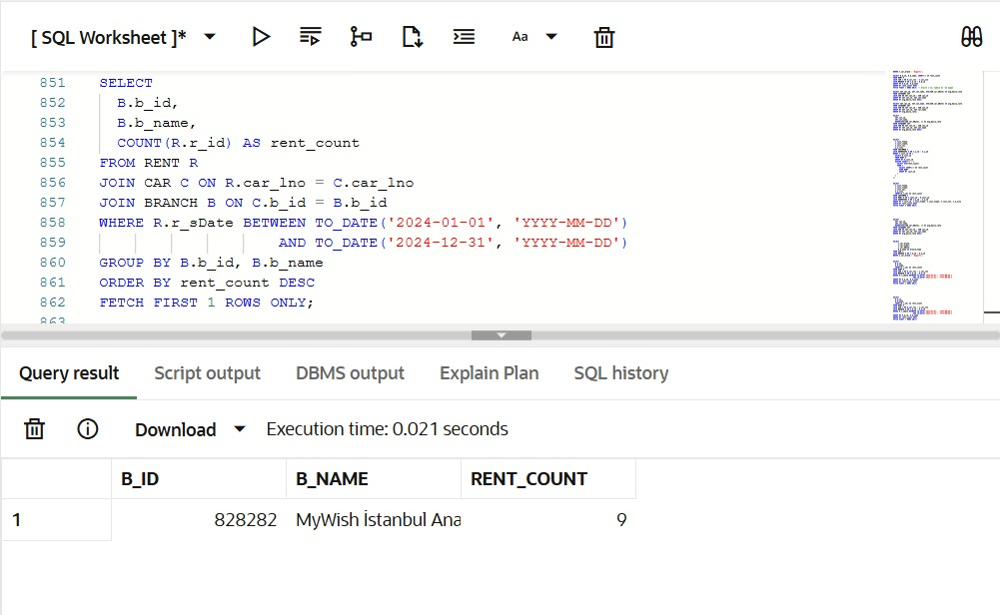 [ SQL Worksheet ]*
Aa
851 SELECT
852 B.b_id,
853 B.b_name,
854 COUNT(R.r_id) AS rent_count
855 FROM RENT R
856 JOIN CAR C ON R.car_lno = C.car_lno
857 JOIN BRANCH B ON C.b_id = B.b_id
858 WHERE R.r_sDate BETWEEN TO_DATE('2024-01-01', 'YYYY-MM-DD')
859 AND TO_DATE('2024-12-31', 'YYYY-MM-DD')
860 GROUP BY B.b_id, B.b_name
861 ORDER BY rent_count DESC
862 FETCH FIRST 1 ROWS ONLY;
863
Query result Script output DBMS output Explain Plan SQL history
Download Execution time: 0.021 seconds
B_ID B_NAME RENT_COUNT
1 828282 MyWish İstanbul Ana 9